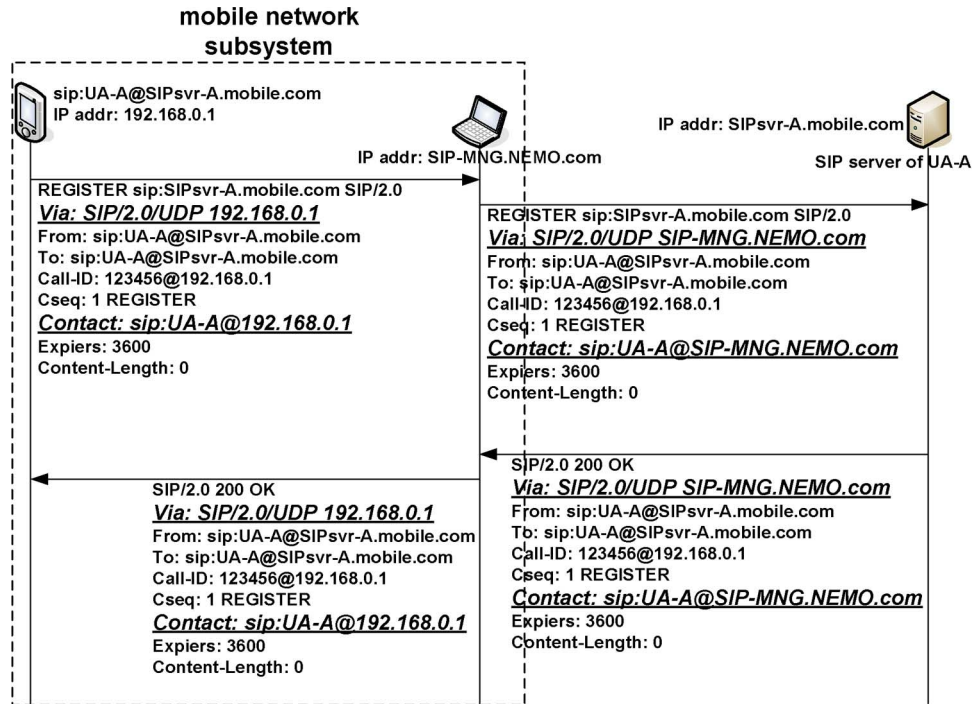 mobile network
subsystem
sip:UA-A@SIPsvr-A.mobile.com
IP addr: 192.168.0.1
IP addr: SIP-MNG.NEMO.com
IP addr: SIPsvr-A.mobile.com
SIP server of UA-A
REGISTER sip:SIPsvr-A.mobile.com SIP/2.0
Via: SIP/2.0/UDP 192.168.0.1
From: sip:UA-A@SIPsvr-A.mobile.com
To: sip:UA-A@SIPsvr-A.mobile.com
Call-ID: 123456@192.168.0.1
Cseq: 1 REGISTER
Contact: sip:UA-A@192.168.0.1
Expiers: 3600
Content-Length: 0
REGISTER sip:SIPsvr-A.mobile.com SIP/2.0
Via: SIP/2.0/UDP SIP-MNG.NEMO.com
From: sip:UA-A@SIPsvr-A.mobile.com
To: sip:UA-A@SIPsvr-A.mobile.com
Call-ID: 123456@192.168.0.1
Cseq: 1 REGISTER
Contact: sip:UA-A@SIP-MNG.NEMO.com
Expiers: 3600
Content-Length: 0
SIP/2.0 200 OK
Via: SIP/2.0/UDP SIP-MNG.NEMO.com
From: sip:UA-A@SIPsvr-A.mobile.com
To: sip:UA-A@SIPsvr-A.mobile.com
Call-ID: 123456@192.168.0.1
Cseq: 1 REGISTER
Contact: sip:UA-A@SIP-MNG.NEMO.com
Expiers: 3600
Content-Length: 0
SIP/2.0 200 OK
Via: SIP/2.0/UDP 192.168.0.1
From: sip:UA-A@SIPsvr-A.mobile.com
To: sip:UA-A@SIPsvr-A.mobile.com
Call-ID: 123456@192.168.0.1
Cseq: 1 REGISTER
Contact: sip:UA-A@192.168.0.1
Expiers: 3600
Content-Length: 0